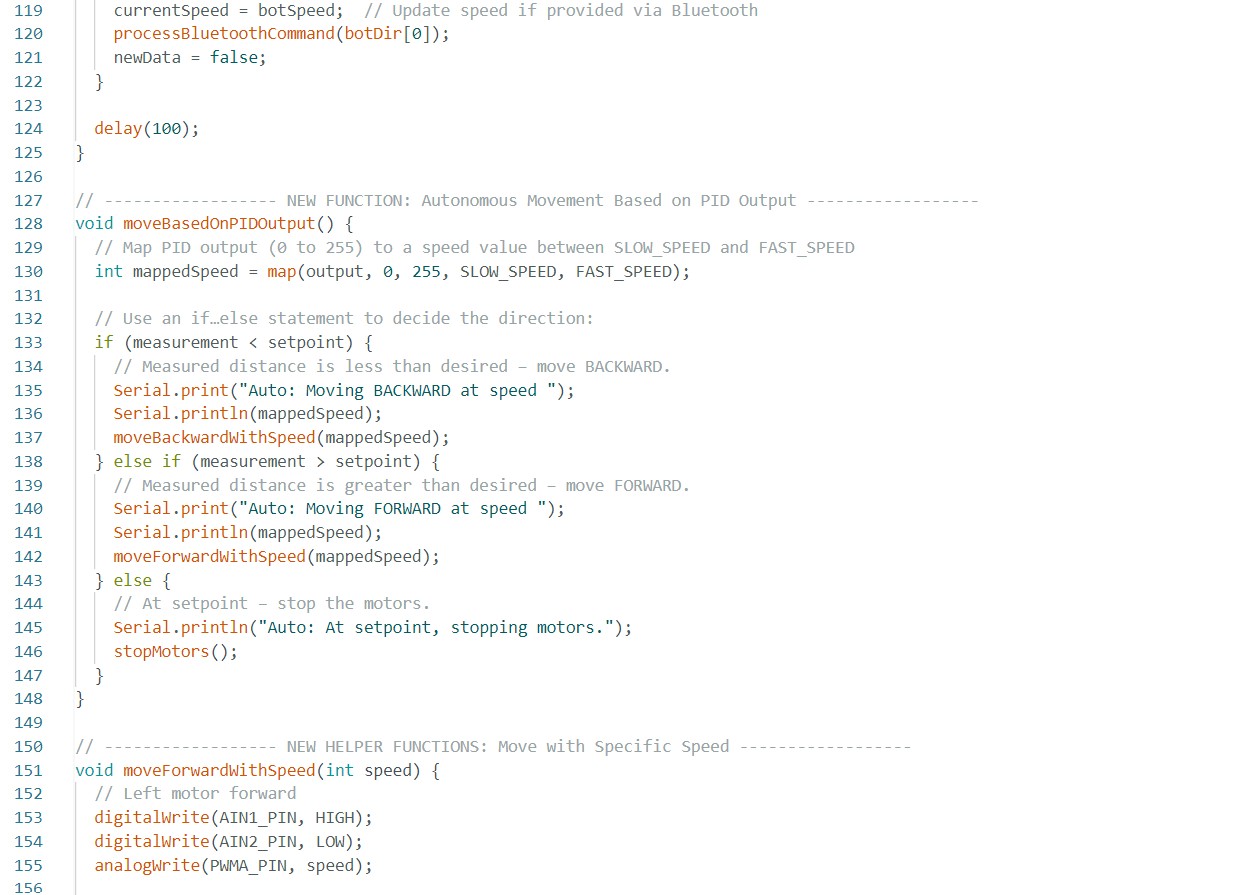 119 currentSpeed = botSpeed;  // Update speed if provided via Bluetooth
120 processBluetoothCommand(botDir[0]);
121 newData = false;
122 }
123
124 delay(100);
125 }
126
127 // ------------------ NEW FUNCTION: Autonomous Movement Based on PID Output ------------------
128 void moveBasedOnPIDOutput() {
129 // Map PID output (0 to 255) to a speed value between SLOW_SPEED and FAST_SPEED
130 int mappedSpeed = map(output, 0, 255, SLOW_SPEED, FAST_SPEED);
131
132 // Use an if…else statement to decide the direction:
133 if (measurement < setpoint) {
134 // Measured distance is less than desired – move BACKWARD.
135 Serial.print("Auto: Moving BACKWARD at speed ");
136 Serial.println(mappedSpeed);
137 moveBackwardWithSpeed(mappedSpeed);
138 } else if (measurement > setpoint) {
139 // Measured distance is greater than desired – move FORWARD.
140 Serial.print("Auto: Moving FORWARD at speed ");
141 Serial.println(mappedSpeed);
142 moveForwardWithSpeed(mappedSpeed);
143 } else {
144 // At setpoint – stop the motors.
145 Serial.println("Auto: At setpoint, stopping motors.");
146 stopMotors();
147 }
148 }
149
150 // ------------------ NEW HELPER FUNCTIONS: Move with Specific Speed ------------------
151 void moveForwardWithSpeed(int speed) {
152 // Left motor forward
153 digitalWrite(AIN1_PIN, HIGH);
154 digitalWrite(AIN2_PIN, LOW);
155 analogWrite(PWMA_PIN, speed);
156